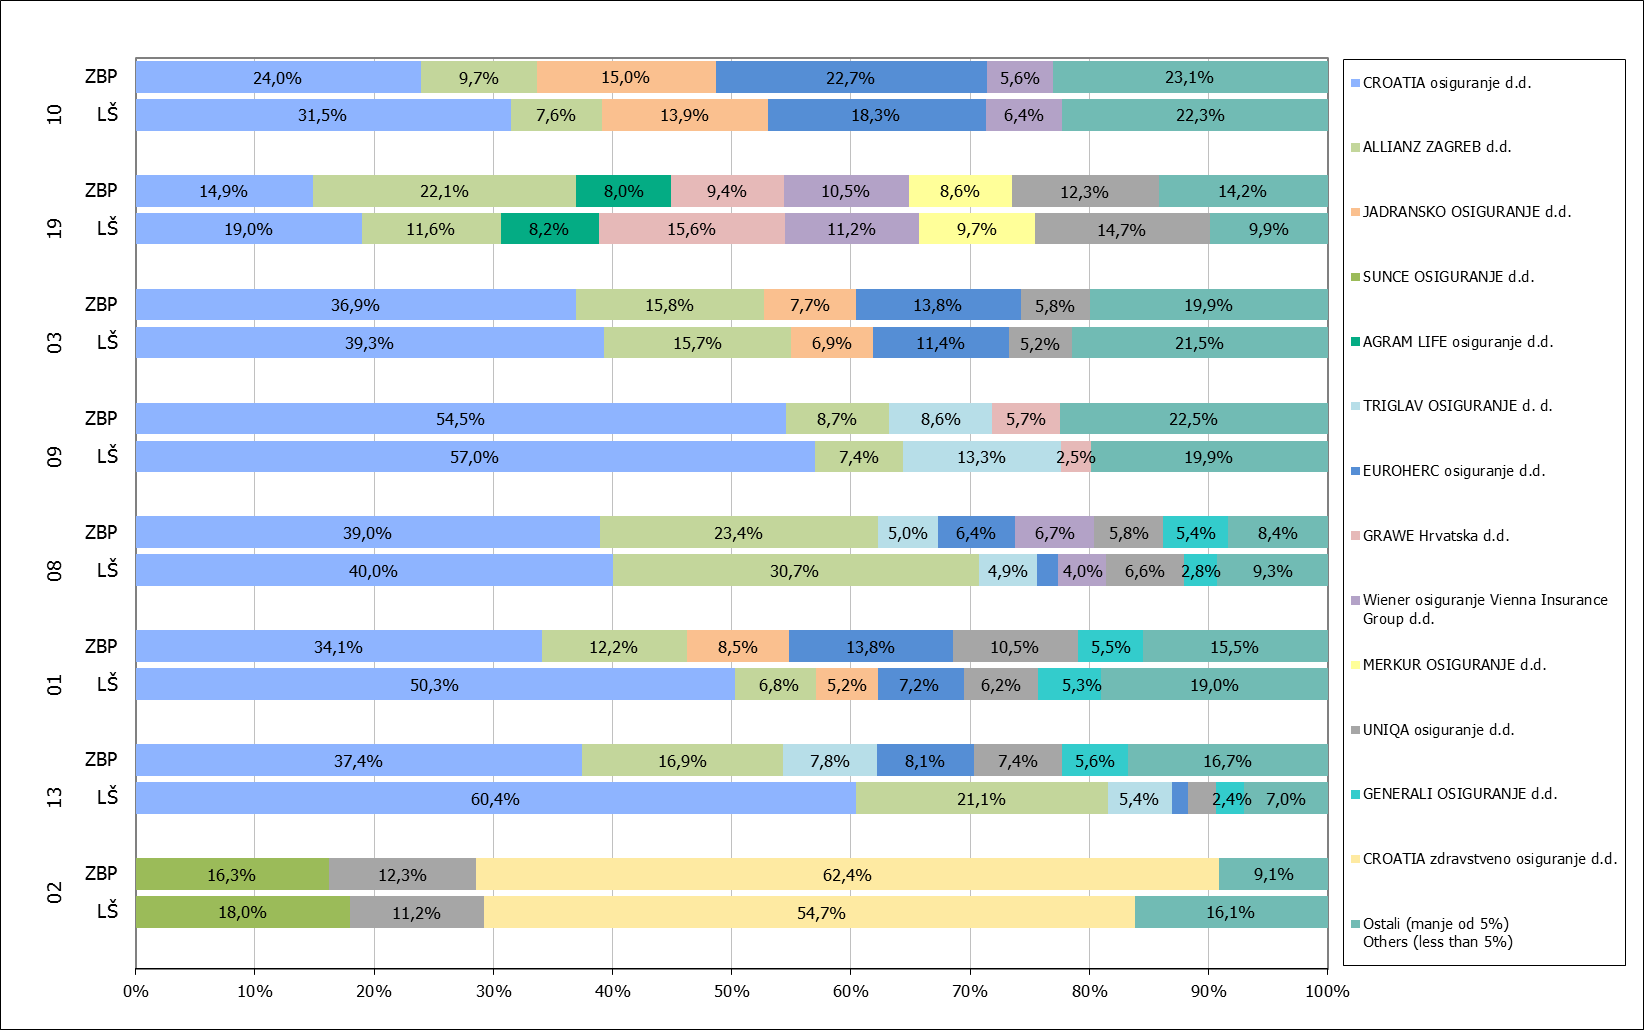 10
ZBP
24,0% 9,7% 15,0% 22,7% 5,6% 23,1%
LŠ
31,5% 7,6% 13,9% 18,3% 6,4% 22,3%
19
ZBP
14,9% 22,1% 8,0% 9,4% 10,5% 8,6% 12,3% 14,2%
LŠ
19,0% 11,6% 8,2% 15,6% 11,2% 9,7% 14,7% 9,9%
03
ZBP
36,9% 15,8% 7,7% 13,8% 5,8% 19,9%
LŠ
39,3% 15,7% 6,9% 11,4% 5,2% 21,5%
09
ZBP
54,5% 8,7% 8,6% 5,7% 22,5%
LŠ
57,0% 7,4% 13,3% 2,5% 19,9%
08
ZBP
39,0% 23,4% 5,0% 6,4% 6,7% 5,8% 5,4% 8,4%
LŠ
40,0% 30,7% 4,9% 4,0% 6,6% 2,8% 9,3%
01
ZBP
34,1% 12,2% 8,5% 13,8% 10,5% 5,5% 15,5%
LŠ
50,3% 6,8% 5,2% 7,2% 6,2% 5,3% 19,0%
13
ZBP
37,4% 16,9% 7,8% 8,1% 7,4% 5,6% 16,7%
LŠ
60,4% 21,1% 5,4% 2,4% 7,0%
02
ZBP
16,3% 12,3% 62,4% 9,1%
LŠ
18,0% 11,2% 54,7% 16,1%
0% 10% 20% 30% 40% 50% 60% 70% 80% 90% 100%
CROATIA osiguranje d.d.
ALLIANZ ZAGREB d.d.
JADRANSKO OSIGURANJE d.d.
SUNCE OSIGURANJE d.d.
AGRAM LIFE osiguranje d.d.
TRIGLAV OSIGURANJE d. d.
EUROHERC osiguranje d.d.
GRAWE Hrvatska d.d.
Wiener osiguranje Vienna Insurance
Group d.d.
MERKUR OSIGURANJE d.d.
UNIQA osiguranje d.d.
GENERALI OSIGURANJE d.d.
CROATIA zdravstveno osiguranje d.d.
Ostali (manje od 5%)
Others (less than 5%)